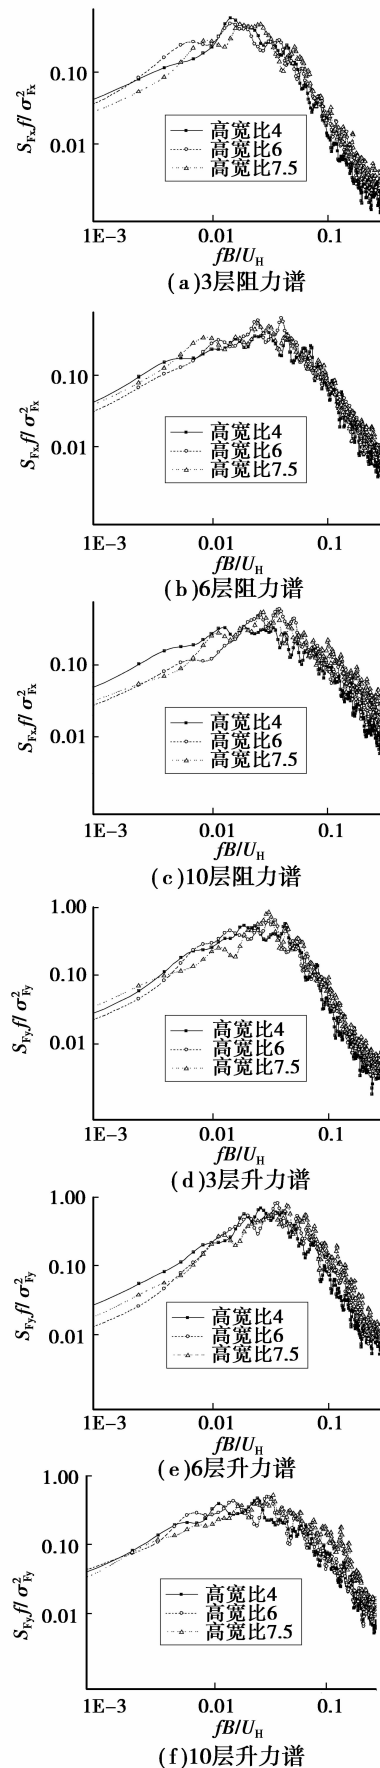 0.10
0.01
S_Fx f/σ²_Fx
高宽比4
高宽比6
高宽比7.5
1E-3 0.01 0.1
fB/U_H
(a)3层阻力谱
0.10
0.01
S_Fx f/σ²_Fx
高宽比4
高宽比6
高宽比7.5
1E-3 0.01 0.1
fB/U_H
(b)6层阻力谱
0.10
0.01
S_Fx f/σ²_Fx
高宽比4
高宽比6
高宽比7.5
1E-3 0.01 0.1
fB/U_H
(c)10层阻力谱
1.00
0.10
0.01
S_Fy f/σ²_Fy
高宽比4
高宽比6
高宽比7.5
1E-3 0.01 0.1
fB/U_H
(d)3层升力谱
1.00
0.10
0.01
S_Fy f/σ²_Fy
高宽比4
高宽比6
高宽比7.5
1E-3 0.01 0.1
fB/U_H
(e)6层升力谱
1.00
0.10
0.01
S_Fy f/σ²_Fy
高宽比4
高宽比6
高宽比7.5
1E-3 0.01 0.1
fB/U_H
(f)10层升力谱